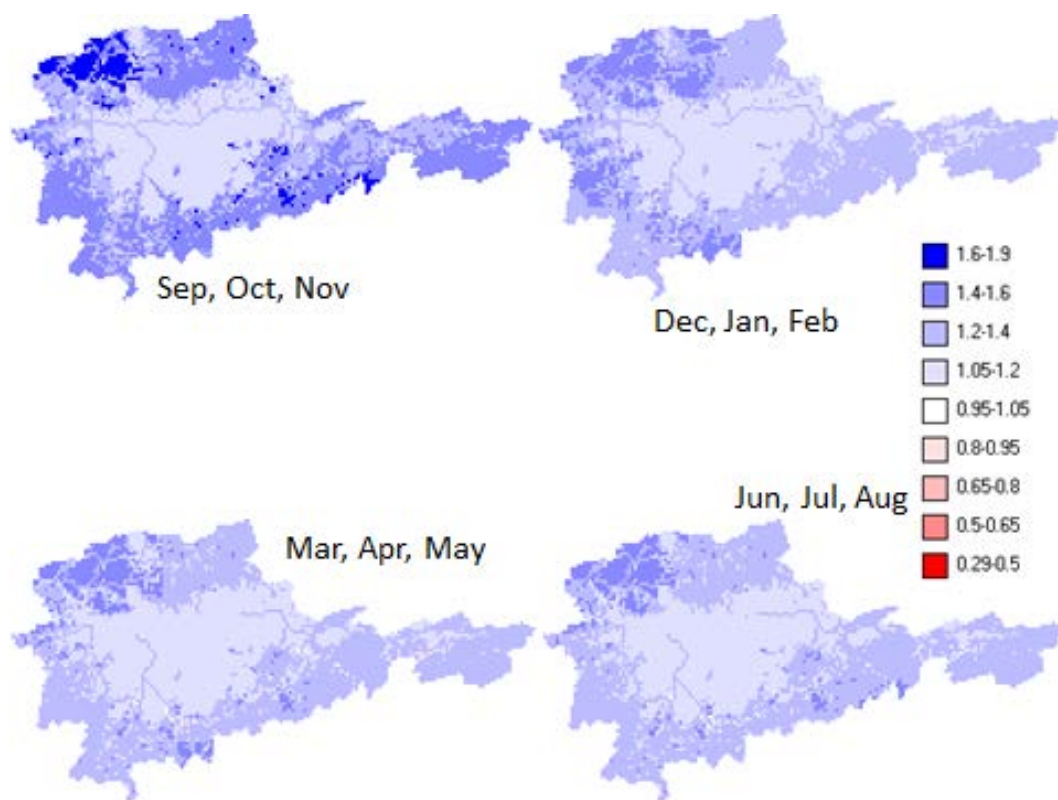 Sep, Oct, Nov
Dec, Jan, Feb
1.6-1.9
1.4-1.6
1.2-1.4
1.05-1.2
0.95-1.05
0.8-0.95
0.65-0.8
0.5-0.65
0.29-0.5
Jun, Jul, Aug
Mar, Apr, May